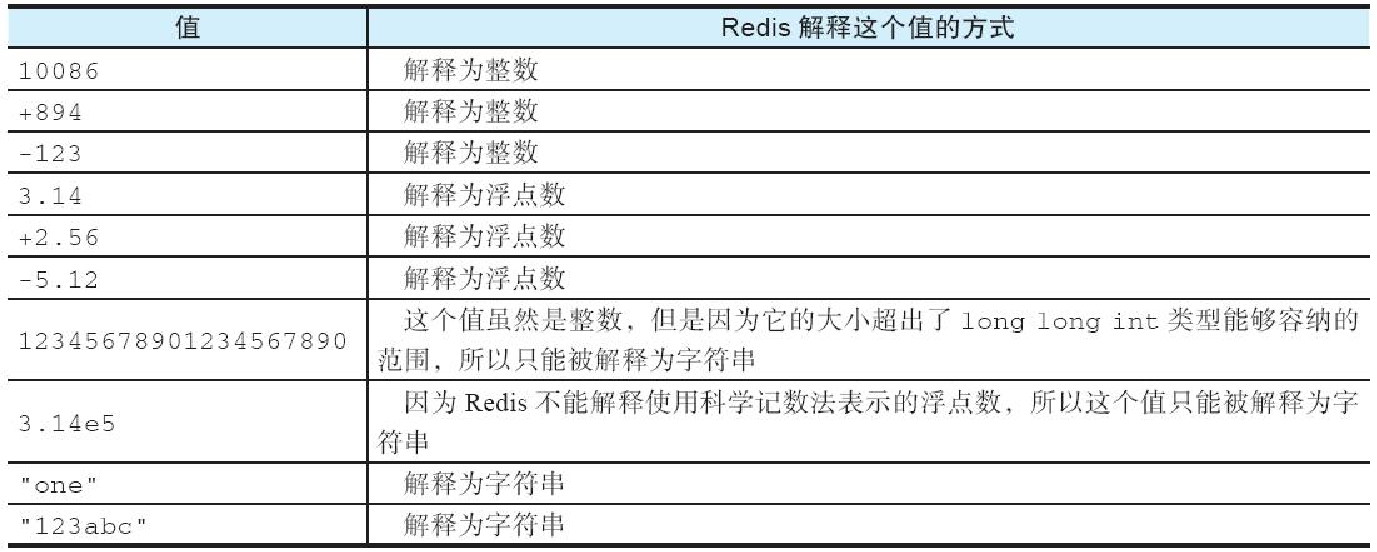 值 Redis 解释这个值的方式
10086 解释为整数
+894 解释为整数
-123 解释为整数
3.14 解释为浮点数
+2.56 解释为浮点数
-5.12 解释为浮点数
12345678901234567890 这个值虽然是整数，但是因为它的大小超出了 long long int 类型能够容纳的
范围，所以只能被解释为字符串
3.14e5 因为 Redis 不能解释使用科学记数法表示的浮点数，所以这个值只能被解释为字
符串
"one" 解释为字符串
"123abc" 解释为字符串